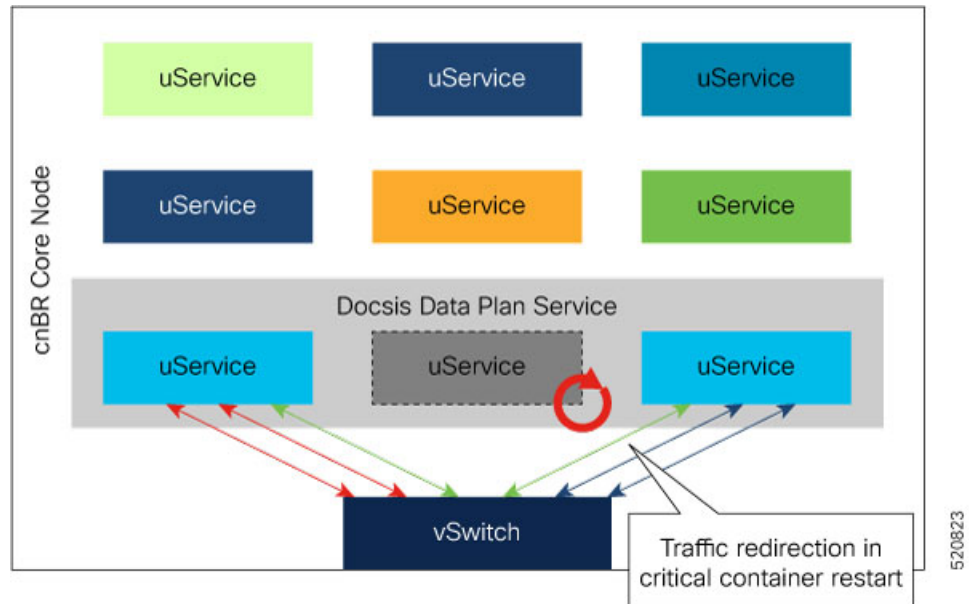 uService
uService
uService
cnBR Core Node
uService
uService
uService
Docsis Data Plan Service
uService
uService
uService
vSwitch
Traffic redirection in
critical container restart
520823